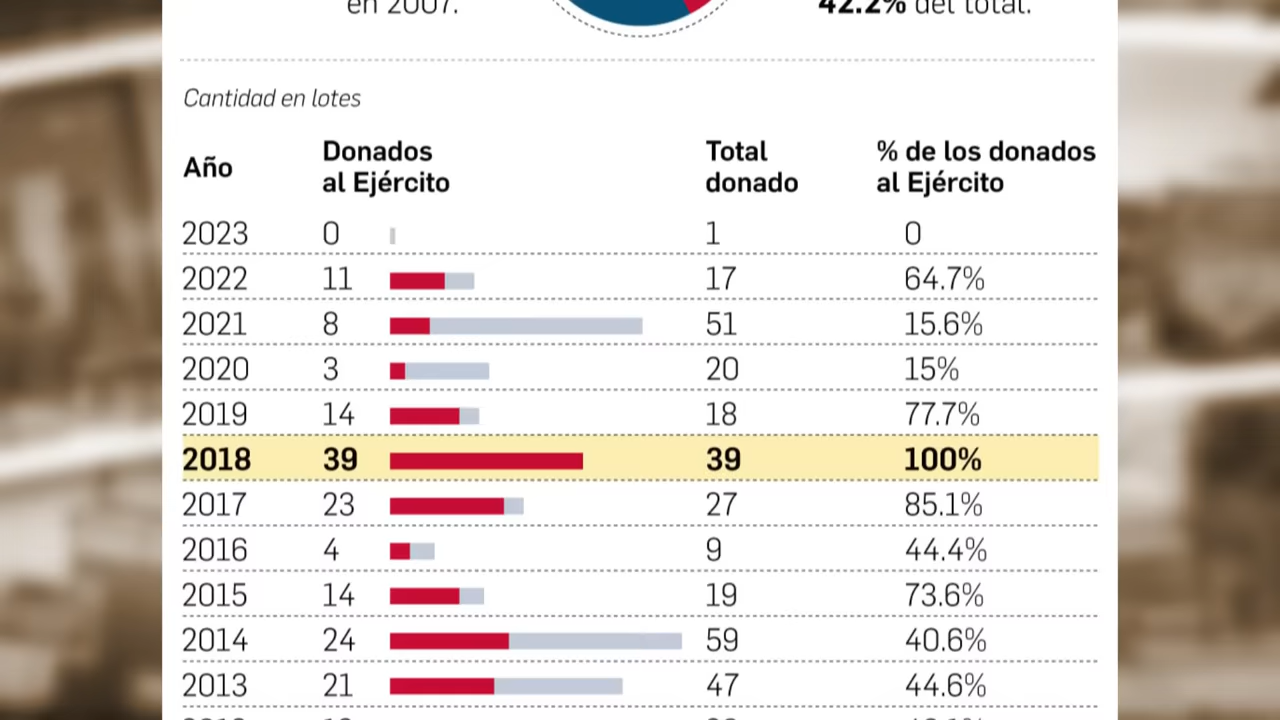 en 2007.
42.2% del total.
Cantidad en lotes
Año
Donados
al Ejército
Total
donado
% de los donados
al Ejército
2023 0 1 0
2022 11 17 64.7%
2021 8 51 15.6%
2020 3 20 15%
2019 14 18 77.7%
2018 39 39 100%
2017 23 27 85.1%
2016 4 9 44.4%
2015 14 19 73.6%
2014 24 59 40.6%
2013 21 47 44.6%